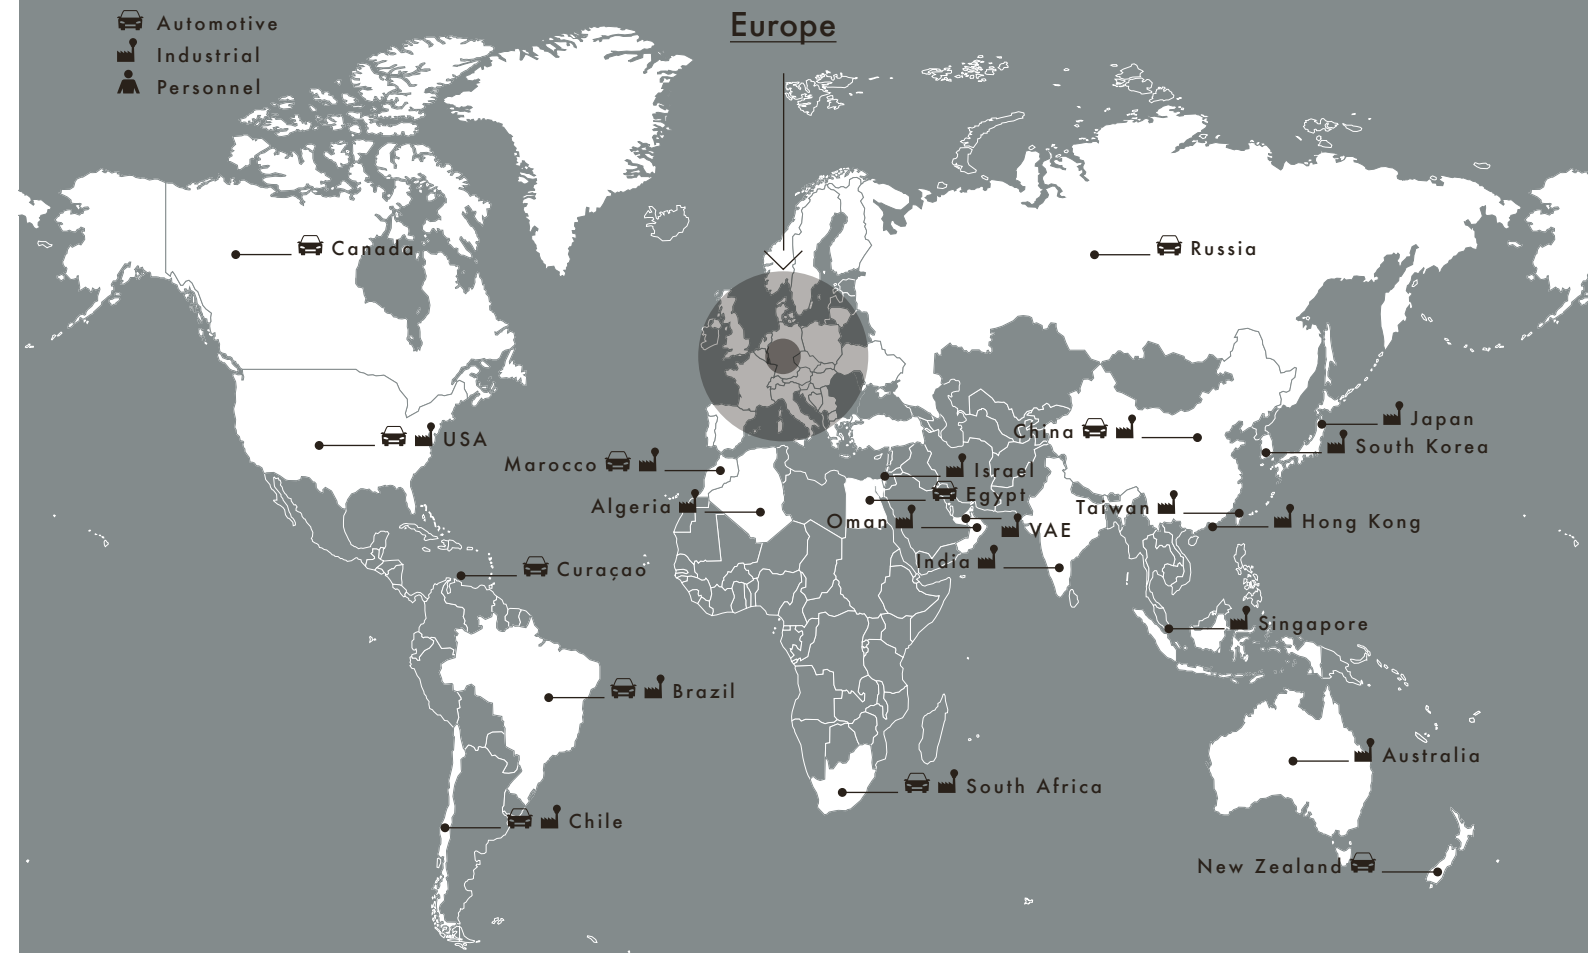 Automotive
Industrial
Personnel
Europe
Canada
Russia
USA
Marocco
Algeria
China
Japan
South Korea
Israel
Egypt
Oman
VAE
Taiwan
Hong Kong
India
Curaçao
Singapore
Brazil
Australia
South Africa
Chile
New Zealand